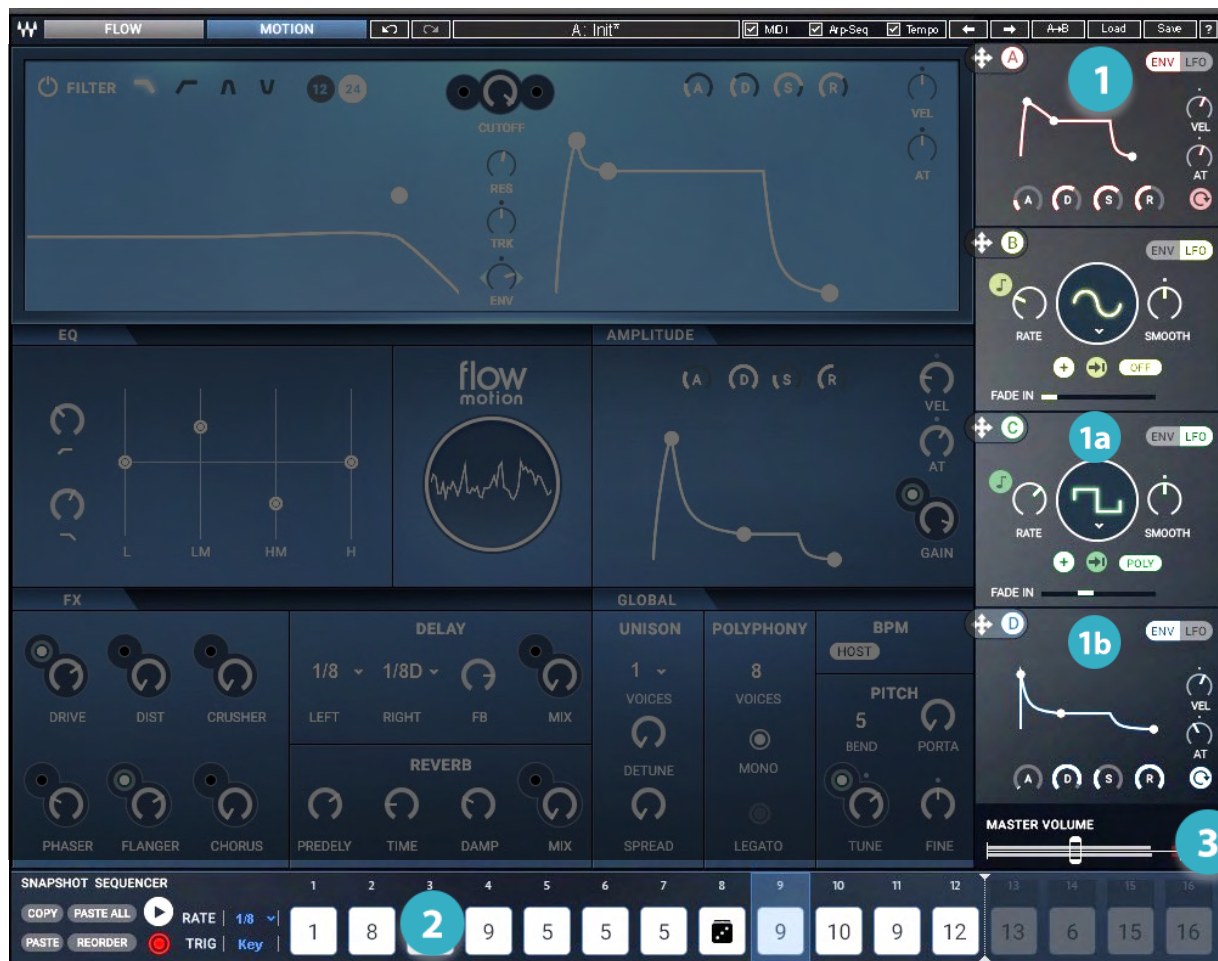 FLOW MOTION A: Init* MIDI Arp-Seq Tempo A→B Load Save ?
FILTER 12 24 A D S R
CUTOFF
RES
TRK
ENV
VEL
AT
A 1 ENV LFO
VEL
AT
A D S R
B ENV LFO
RATE SMOOTH
+ OFF
FADE IN
C 1a ENV LFO
RATE SMOOTH
+ POLY
FADE IN
D 1b ENV LFO
VEL
AT
A D S R
MASTER VOLUME
3
EQ
L LM HM H
flow
motion
AMPLITUDE
A D S R
VEL
AT
GAIN
FX
DRIVE DIST CRUSHER
PHASER FLANGER CHORUS
DELAY
1/8 1/8D
LEFT RIGHT FB MIX
REVERB
PREDELY TIME DAMP MIX
GLOBAL
UNISON
1
VOICES
DETUNE
SPREAD
POLYPHONY
8
VOICES
MONO
LEGATO
BPM
HOST
PITCH
5
BEND PORTA
TUNE FINE
SNAPSHOT SEQUENCER
COPY PASTE ALL RATE 1/8
PASTE REORDER TRIG Key
1 2 3 4 5 6 7 8 9 10 11 12 13 14 15 16
1 8 2 9 5 5 5 9 10 9 12 13 6 15 16